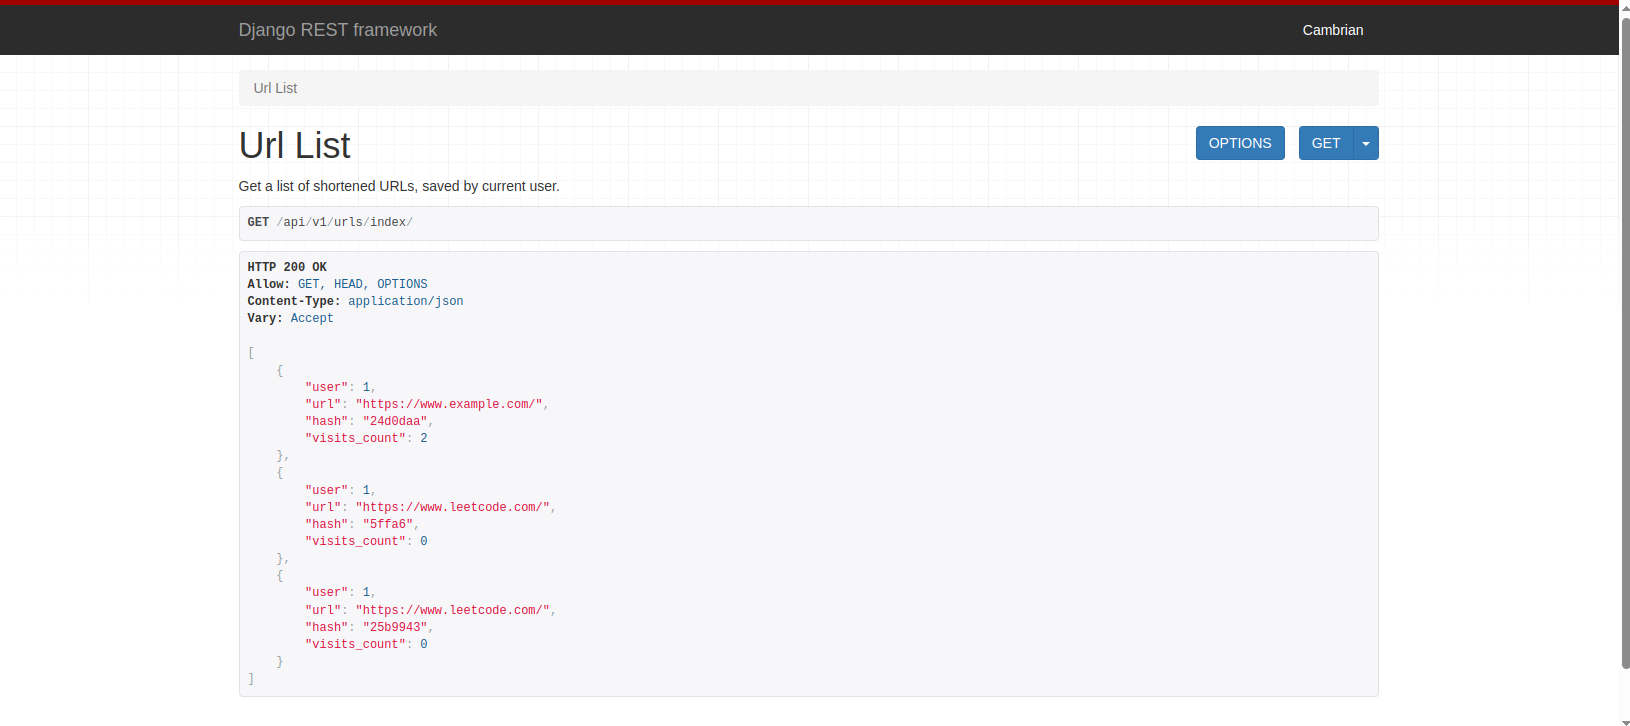 Django REST framework
Cambrian
Url List
Url List
OPTIONS
GET
Get a list of shortened URLs, saved by current user.
GET /api/v1/urls/index/
HTTP 200 OK
Allow: GET, HEAD, OPTIONS
Content-Type: application/json
Vary: Accept
[
    {
        "user": 1,
        "url": "https://www.example.com/",
        "hash": "24d0daa",
        "visits_count": 2
    },
    {
        "user": 1,
        "url": "https://www.leetcode.com/",
        "hash": "5ffa6",
        "visits_count": 0
    },
    {
        "user": 1,
        "url": "https://www.leetcode.com/",
        "hash": "25b9943",
        "visits_count": 0
    }
]